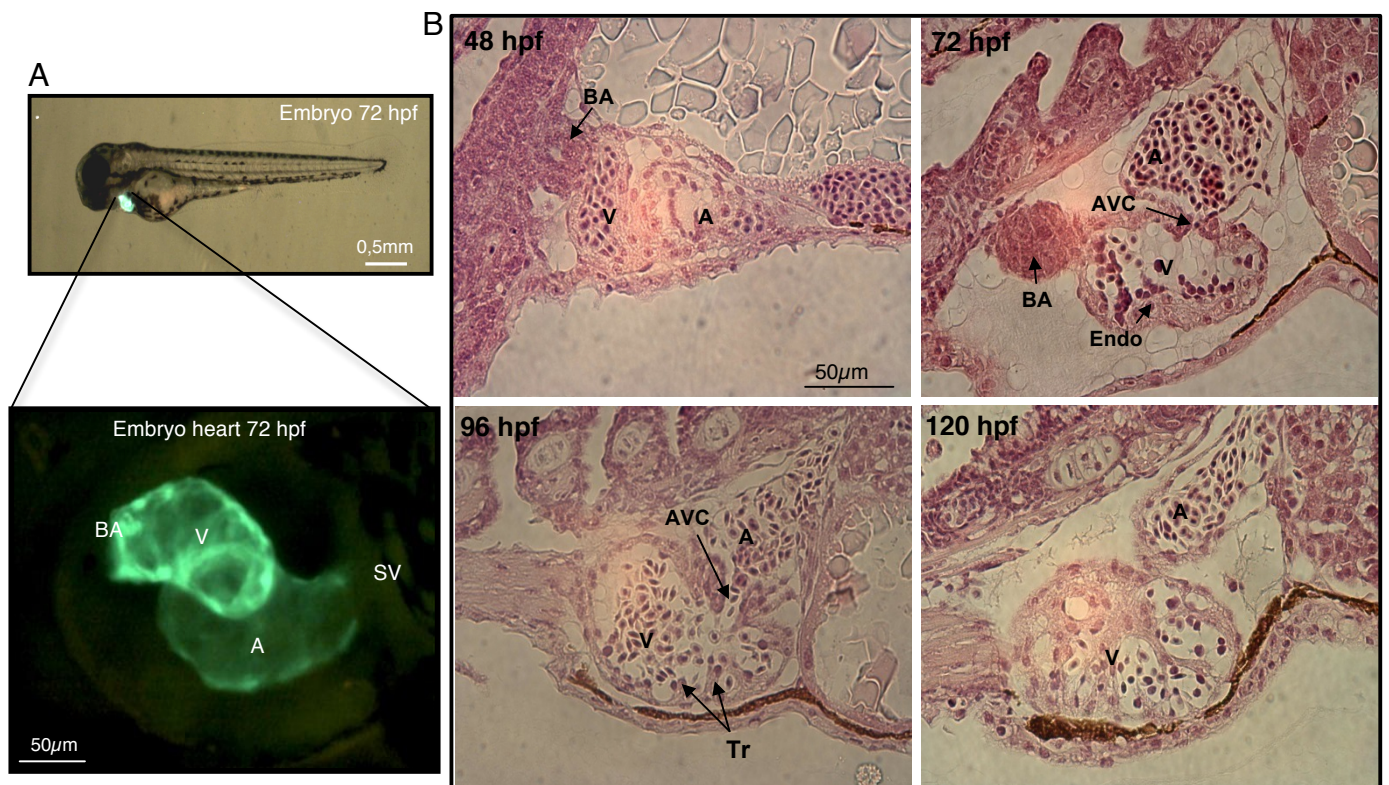 A
Embryo 72 hpf
0,5mm
Embryo heart 72 hpf
BA
V
SV
A
50µm
B
48 hpf
BA
V
A
50µm
72 hpf
A
AVC
V
BA
Endo
96 hpf
AVC
A
V
Tr
120 hpf
A
V